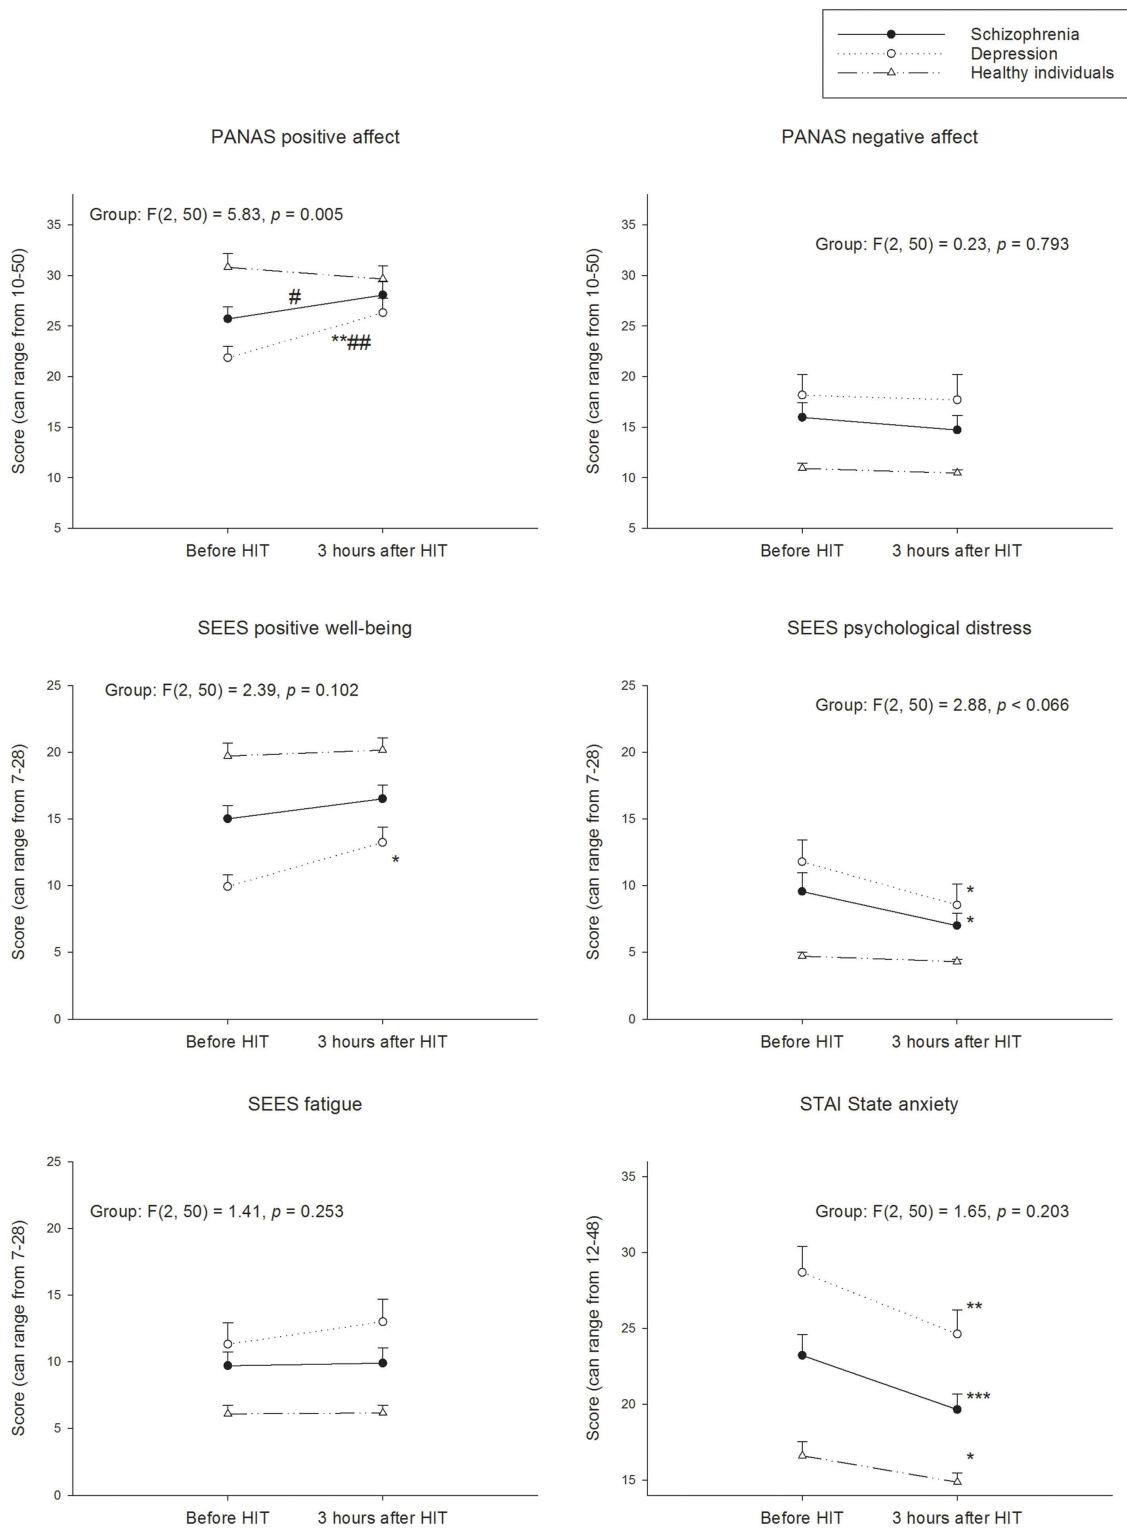 Schizophrenia
Depression
Healthy individuals
PANAS positive affect
Group: F(2, 50) = 5.83, p = 0.005
Score (can range from 10-50)
35
30
25
20
15
10
5
#
**##
Before HIT
3 hours after HIT
PANAS negative affect
Group: F(2, 50) = 0.23, p = 0.793
Score (can range from 10-50)
35
30
25
20
15
10
5
Before HIT
3 hours after HIT
SEES positive well-being
Group: F(2, 50) = 2.39, p = 0.102
Score (can range from 7-28)
25
20
15
10
5
0
*
Before HIT
3 hours after HIT
SEES psychological distress
Group: F(2, 50) = 2.88, p < 0.066
Score (can range from 7-28)
25
20
15
10
5
0
*
*
Before HIT
3 hours after HIT
SEES fatigue
Group: F(2, 50) = 1.41, p = 0.253
Score (can range from 7-28)
25
20
15
10
5
0
Before HIT
3 hours after HIT
STAI State anxiety
Group: F(2, 50) = 1.65, p = 0.203
Score (can range from 12-48)
35
30
25
20
15
**
***
*
Before HIT
3 hours after HIT